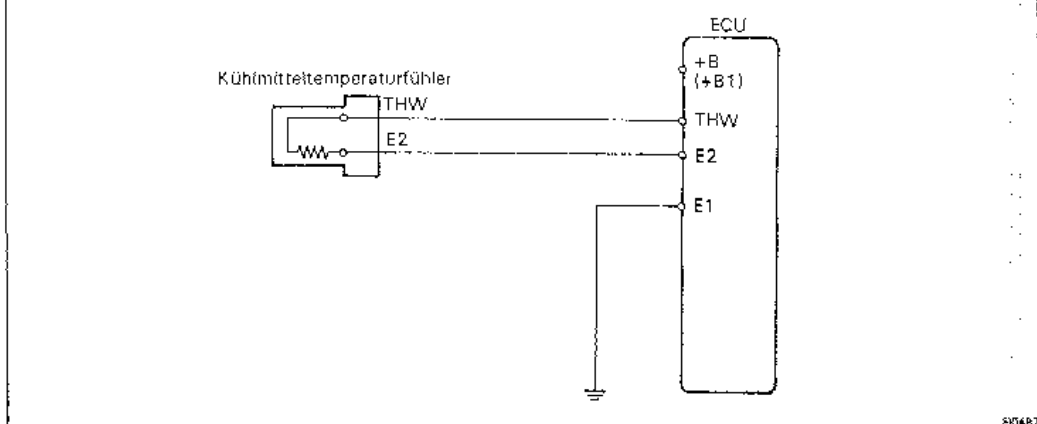 ECU
+B
(+B1)
Kühlmitteltemperaturfühler
THW
THW
E2
E2
E1